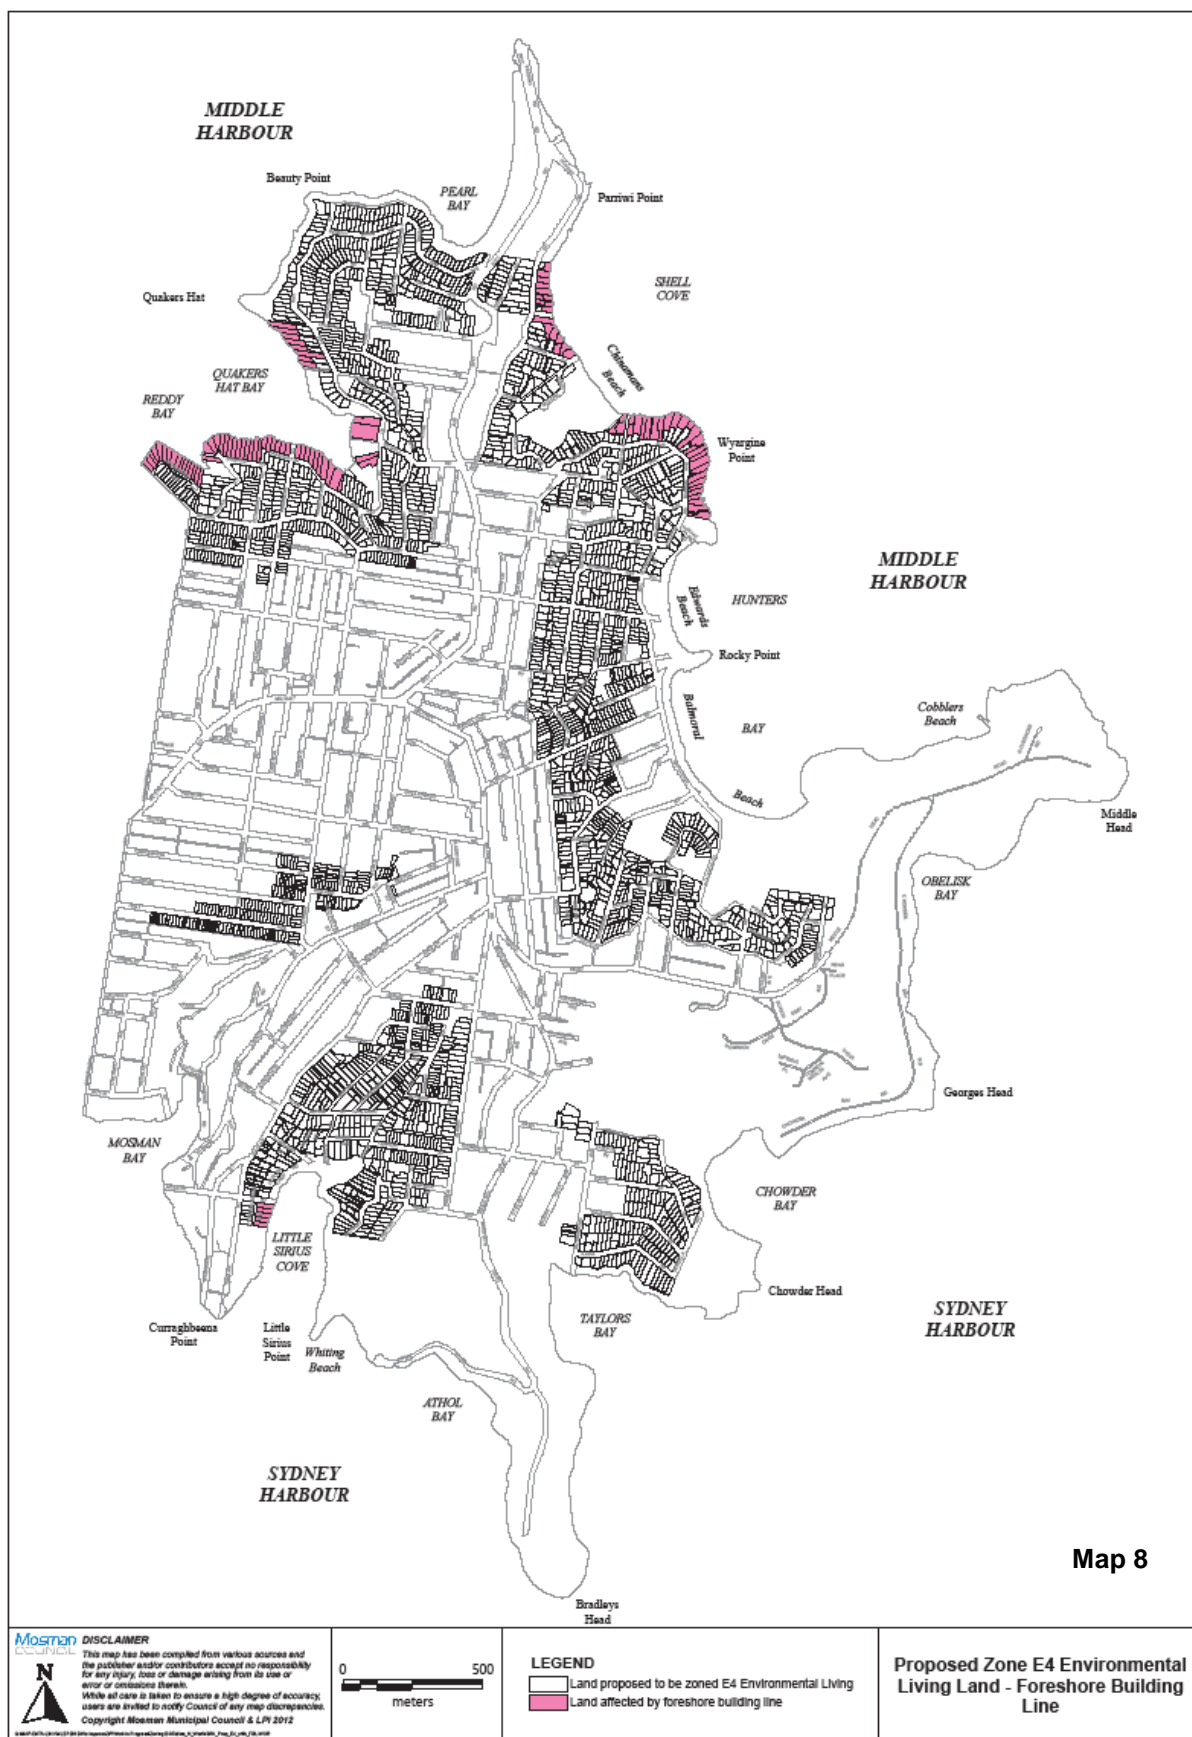 MIDDLE
HARBOUR
Beauty Point
PEARL
BAY
Parriwi Point
SHELL
COVE
Quakers Hat
Chinamans
Beach
QUAKERS
HAT BAY
REDDY
BAY
Wyargine
Point
MIDDLE
HARBOUR
Edwards
Beach
HUNTERS
Rocky Point
Balmoral
BAY
Beach
Cobblers
Beach
Middle
Head
OBELISK
BAY
Georges Head
MOSMAN
BAY
CHOWDER
BAY
LITTLE
SIRIUS
COVE
Chowder Head
TAYLORS
BAY
SYDNEY
HARBOUR
Curraghbeena
Point
Little
Sirius
Point
Whiting
Beach
ATHOL
BAY
SYDNEY
HARBOUR
Map 8
Bradleys
Head
Mosman
COUNCIL
N
DISCLAIMER
This map has been compiled from various sources and
the publisher and/or contributors accept no responsibility
for any injury, loss or damage arising from its use or
error or omissions therein.
While all care is taken to ensure a high degree of accuracy,
users are invited to notify Council of any map discrepancies.
Copyright Mosman Municipal Council & LPI 2012
0 500
meters
LEGEND
Land proposed to be zoned E4 Environmental Living
Land affected by foreshore building line
Proposed Zone E4 Environmental
Living Land - Foreshore Building
Line